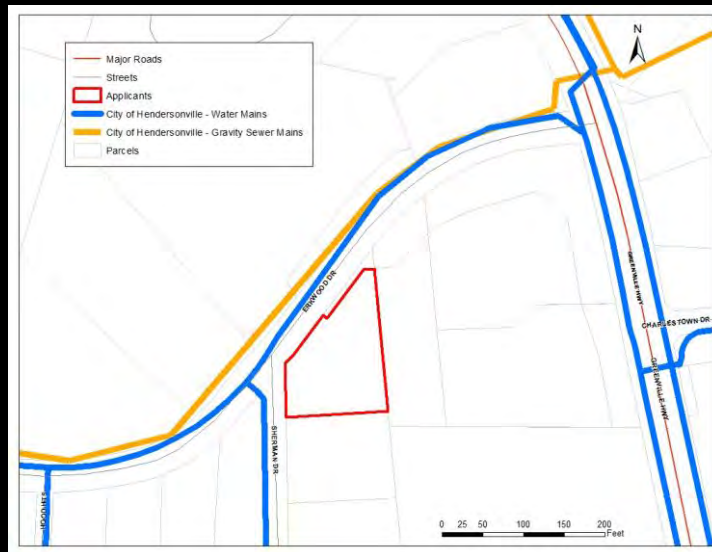 Major Roads
Streets
Applicants
City of Hendersonville - Water Mains
City of Hendersonville - Gravity Sewer Mains
Parcels
N
ERKWOOD DR
SHERMAN DR
GREENVILLE HWY
CHARLESTOWN DR
GREENVILLE HWY
0 25 50 100 150 200
Feet